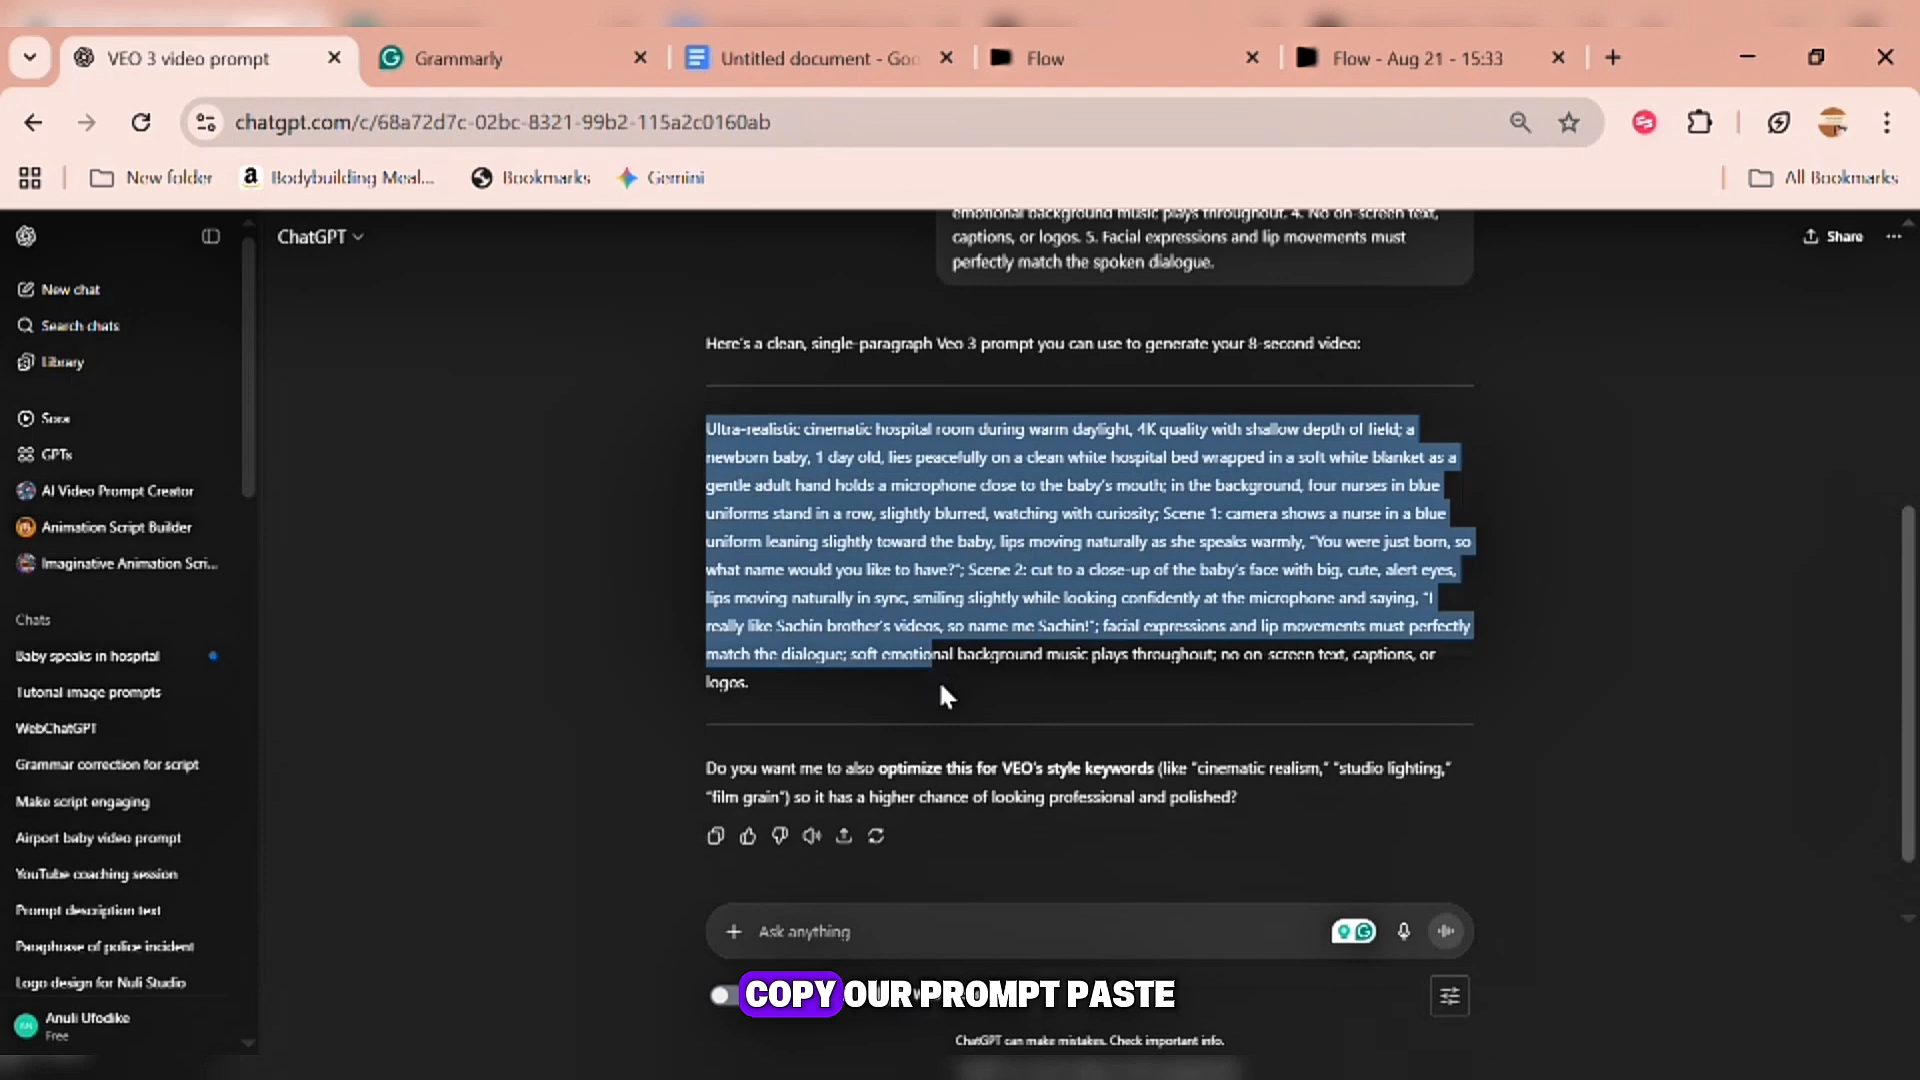 VEO 3 video prompt
Grammarly
Untitled document - Goo
Flow
Flow - Aug 21 - 15:33
chatgpt.com/c/68a72d7c-02bc-8321-99b2-115a2c0160ab
New folder
Bodybuilding Meal...
Bookmarks
Gemini
All Bookmarks
ChatGPT
Share
New chat
Search chats
Library
Sora
GPTs
AI Video Prompt Creator
Animation Script Builder
Imaginative Animation Scri...
Chats
Baby speaks in hospital
Tutorial image prompts
WebChatGPT
Grammar correction for script
Make script engaging
Airport baby video prompt
YouTube coaching session
Prompt description text
Paraphrase of police incident
Logo design for Nuli Studio
AN
Anuli Ufodike
Free
emotional background music plays throughout. 4. No on-screen text,
captions, or logos. 5. Facial expressions and lip movements must
perfectly match the spoken dialogue.
Here's a clean, single-paragraph Veo 3 prompt you can use to generate your 8-second video:
Ultra-realistic cinematic hospital room during warm daylight, 4K quality with shallow depth of field; a
newborn baby, 1 day old, lies peacefully on a clean white hospital bed wrapped in a soft white blanket as a
gentle adult hand holds a microphone close to the baby's mouth; in the background, four nurses in blue
uniforms stand in a row, slightly blurred, watching with curiosity; Scene 1: camera shows a nurse in a blue
uniform leaning slightly toward the baby, lips moving naturally as she speaks warmly, "You were just born, so
what name would you like to have?"; Scene 2: cut to a close-up of the baby's face with big, cute, alert eyes,
lips moving naturally in sync, smiling slightly while looking confidently at the microphone and saying, "I
really like Sachin brother's videos, so name me Sachin!"; facial expressions and lip movements must perfectly
match the dialogue; soft emotional background music plays throughout; no on-screen text, captions, or
logos.
Do you want me to also optimize this for VEO's style keywords (like "cinematic realism," "studio lighting,"
"film grain") so it has a higher chance of looking professional and polished?
Ask anything
COPY OUR PROMPT PASTE
ChatGPT can make mistakes. Check important info.